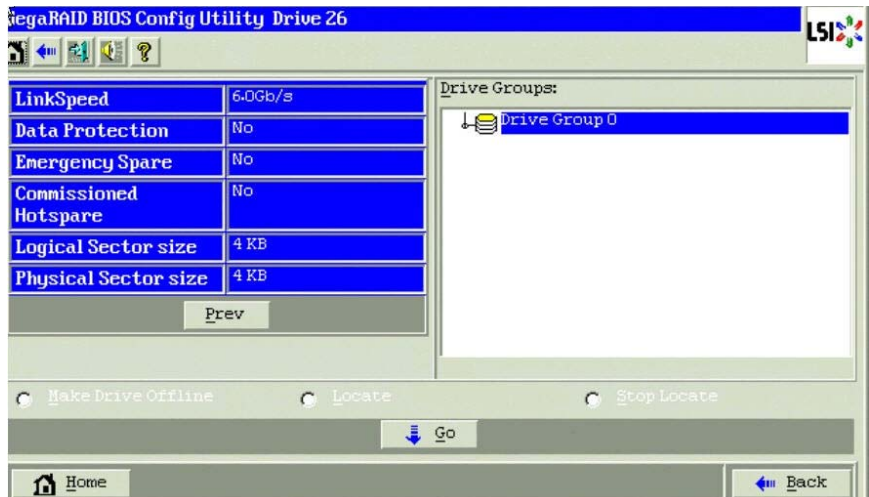 egaRAID BIOS Config Utility Drive 26
LSI
LinkSpeed 6.0Gb/s
Data Protection No
Emergency Spare No
Commissioned Hotspare No
Logical Sector size 4 KB
Physical Sector size 4 KB
Prev
Drive Groups:
Drive Group 0
Make Drive Offline Locate Stop Locate
Go
Home Back